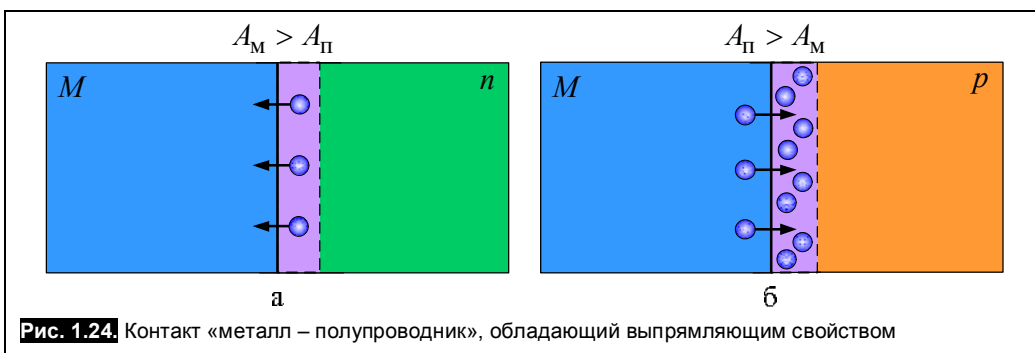 Aм > Aп
Aп > Aм
M
n
M
p
а
б
Рис. 1.24. Контакт «металл – полупроводник», обладающий выпрямляющим свойством